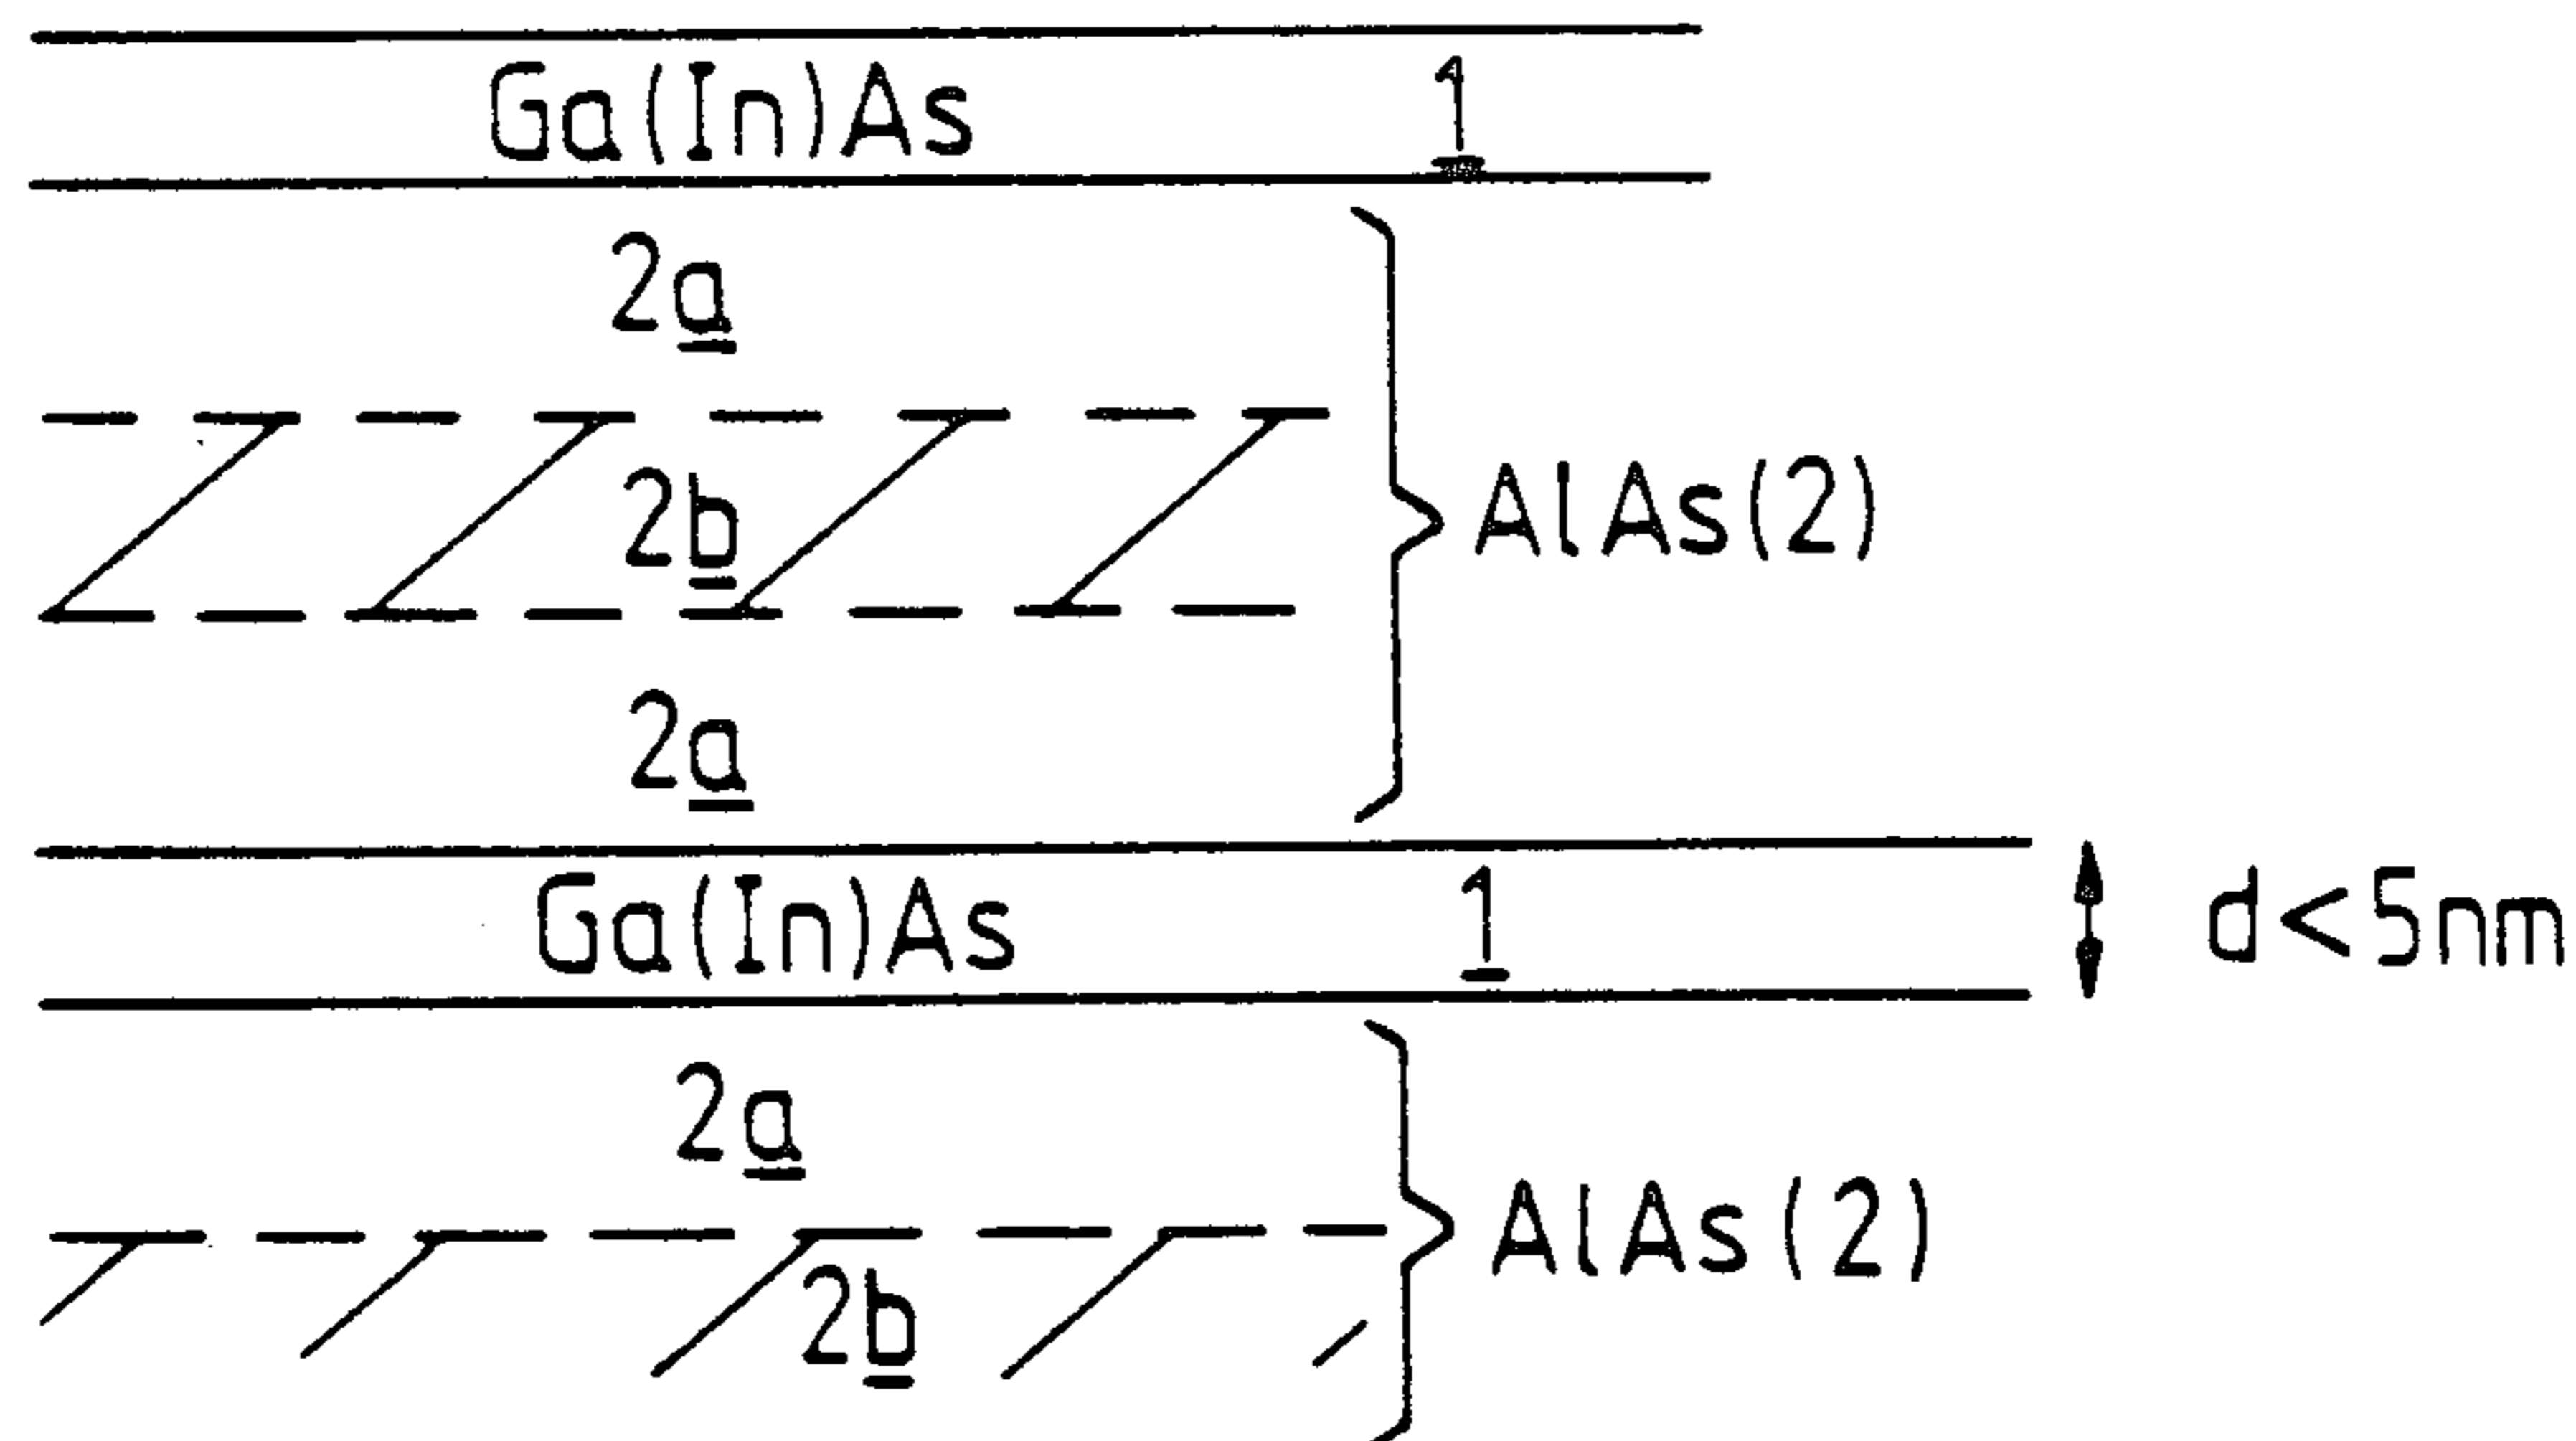 Ga(In)As 1
2a
2b AlAs(2)
2a
Ga(In)As 1 d<5nm
2a
AlAs(2)
2b